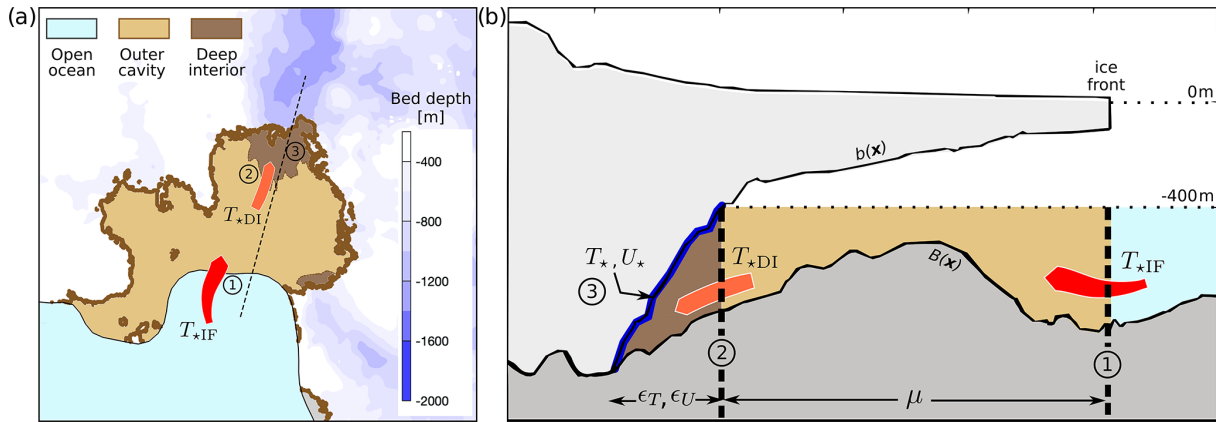 (a)
Open
ocean
Outer
cavity
Deep
interior
Bed depth
[m]
-400
-800
-1200
-1600
-2000
③
②
T⋆DI
①
T⋆IF
(b)
ice
front
0m
b(x)
-400m
T⋆, U⋆
T⋆DI
B(x)
T⋆IF
③
②
①
ϵT, ϵU
μ